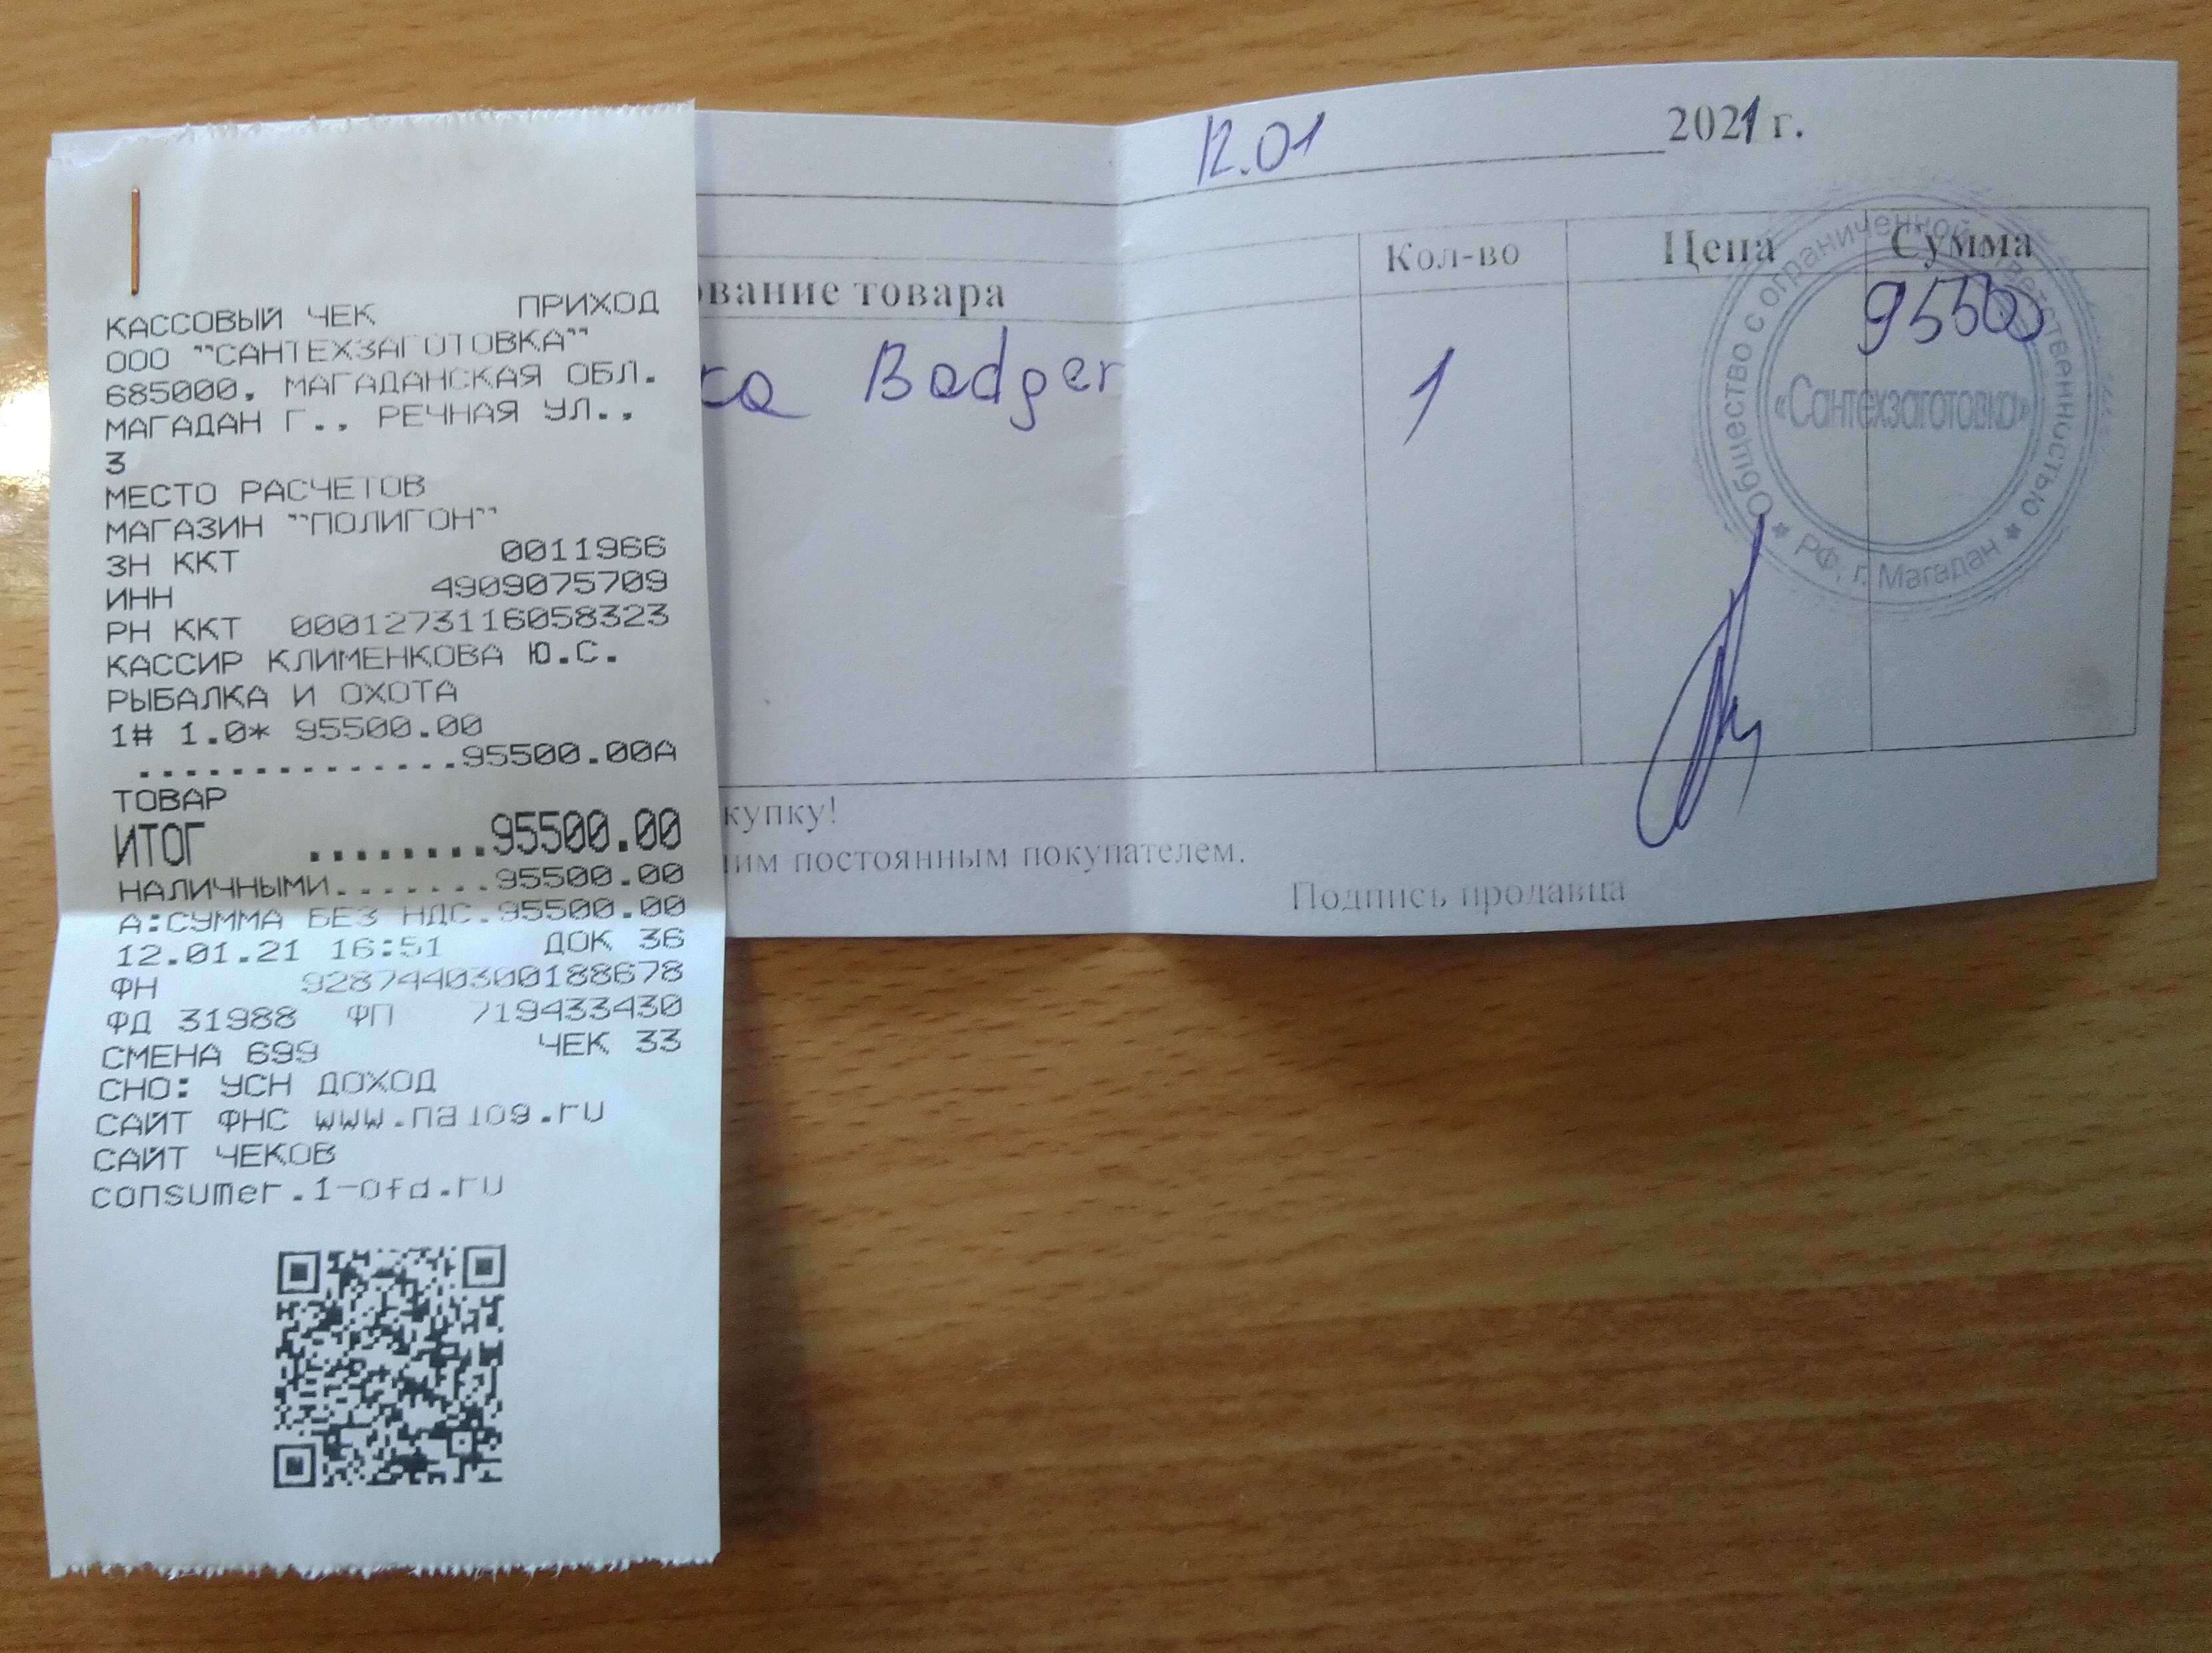 КАССОВЫЙ ЧЕК ПРИХОД
ООО ""САНТЕХЗАГОТОВКА""
685000, МАГАДАНСКАЯ ОБЛ.
МАГАДАН Г., РЕЧНАЯ УЛ.,
3
МЕСТО РАСЧЕТОВ
МАГАЗИН ""ПОЛИГОН""
ЗН ККТ 0011966
ИНН 4909075709
РН ККТ 0001273116058323
КАССИР КЛИМЕНКОВА Ю.С.
РЫБАЛКА И ОХОТА
1# 1.0* 95500.00
..............95500.00А
ТОВАР
ИТОГ ........95500.00
НАЛИЧНЫМИ.......95500.00
А:СУММА БЕЗ НДС.95500.00
12.01.21 16:51 ДОК 36
ФН 9287440300188678
ФД 31988 ФП 719433430
СМЕНА 699 ЧЕК 33
СНО: УСН ДОХОД
САЙТ ФНС www.nalog.ru
САЙТ ЧЕКОВ
consumer.1-ofd.ru
12.01 2021 г.
ование товара Кол-во Цена Сумма
ка Badger 1 95500
Общество с ограниченной ответственностью
«Сантехзаготовка»
РФ, г. Магадан
купку!
им постоянным покупателем.
Подпись продавца